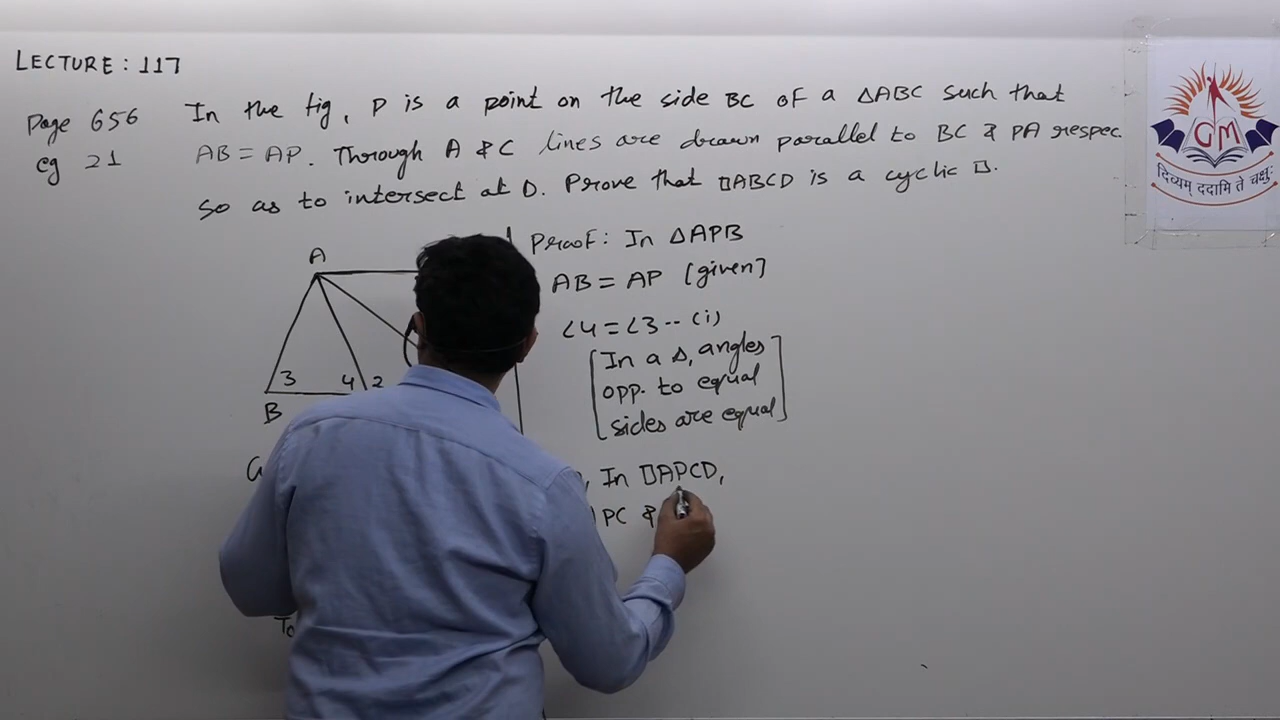 LECTURE : 117
Page 656
eg 21
In the fig, P is a point on the side BC of a ΔABC such that
AB = AP. Through A & C lines are drawn parallel to BC & PA respec
so as to intersect at D. Prove that □ABCD is a cyclic □.
A
3
4
2
B
Proof: In ΔAPB
AB = AP [given]
∠4 = ∠3 -- (i)
[In a Δ, angles
opp. to equal
sides are equal]
, In □APCD,
PC &
To
GM
दिव्यम् ददामि ते चक्षुः